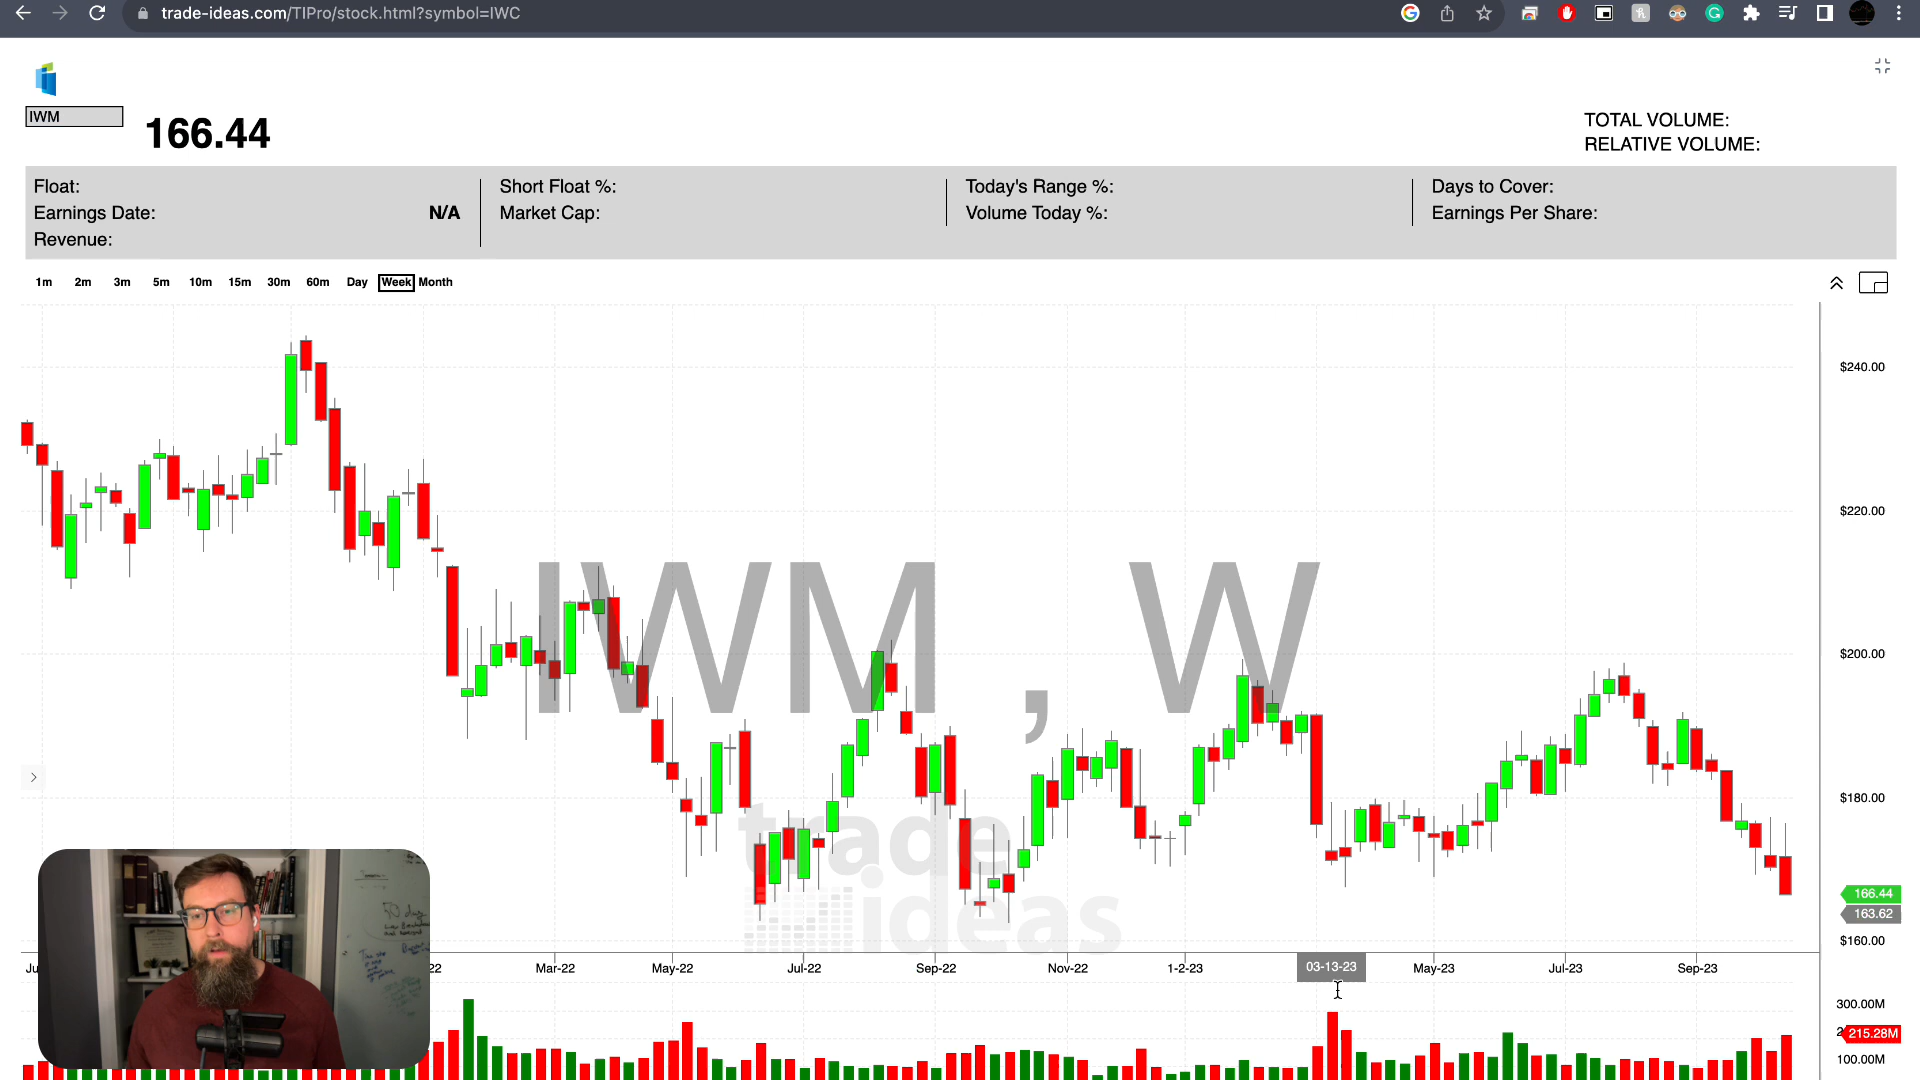 trade-ideas.com/TIPro/stock.html?symbol=IWC
IWM
166.44
TOTAL VOLUME:
RELATIVE VOLUME:
Float:
Earnings Date: N/A
Revenue:
Short Float %:
Market Cap:
Today's Range %:
Volume Today %:
Days to Cover:
Earnings Per Share:
1m 2m 3m 5m 10m 15m 30m 60m Day Week Month
IWM , W
trade
ideas
$240.00
$220.00
$200.00
$180.00
166.44
163.62
$160.00
Ju 22 Mar-22 May-22 Jul-22 Sep-22 Nov-22 1-2-23 03-13-23 May-23 Jul-23 Sep-23
300.00M
215.28M
100.00M